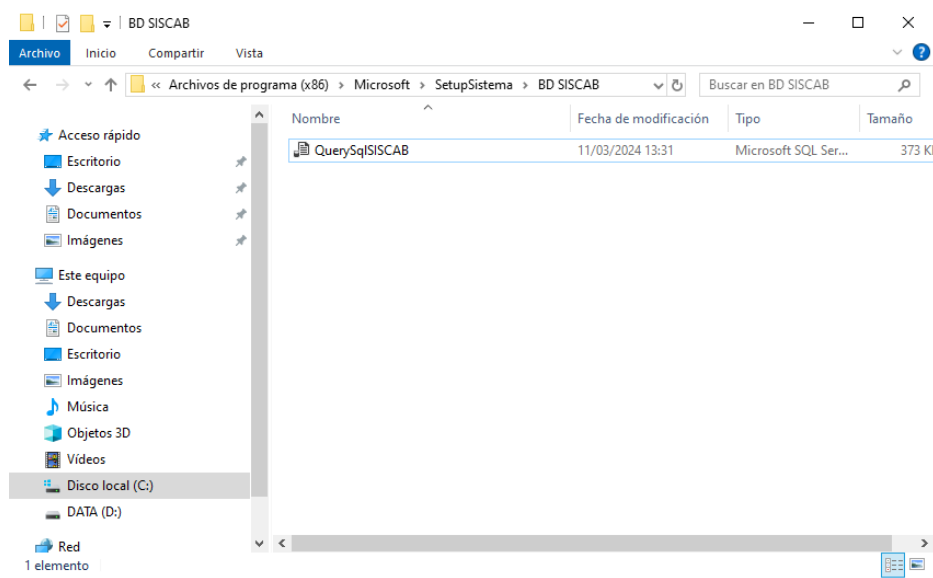 BD SISCAB
Archivo Inicio Compartir Vista
« Archivos de programa (x86) > Microsoft > SetupSistema > BD SISCAB Buscar en BD SISCAB
Nombre Fecha de modificación Tipo Tamaño
Acceso rápido
QuerySqlSISCAB 11/03/2024 13:31 Microsoft SQL Ser... 373 K
Escritorio
Descargas
Documentos
Imágenes
Este equipo
Descargas
Documentos
Escritorio
Imágenes
Música
Objetos 3D
Vídeos
Disco local (C:)
DATA (D:)
Red
1 elemento